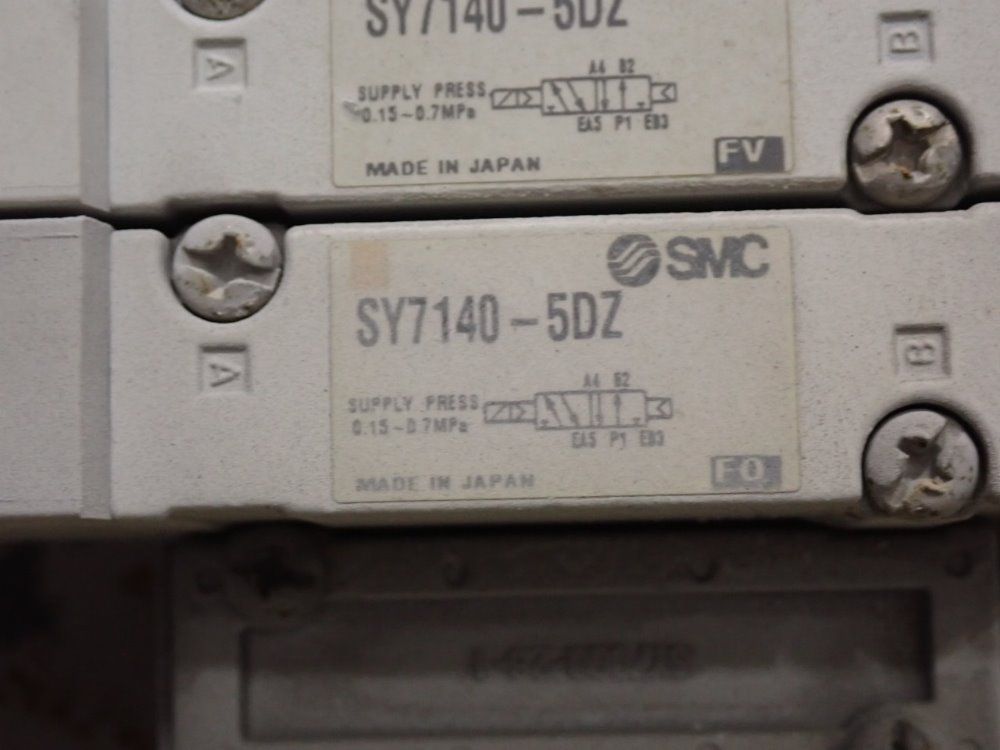 SY7140-5DZ
A
B
A4 B2
SUPPLY PRESS
0.15~0.7MPa
EA5 P1 EB3
MADE IN JAPAN
FV
SMC
SY7140-5DZ
A
B
A4 B2
SUPPLY PRESS
0.15~0.7MPa
EA5 P1 EB3
MADE IN JAPAN
FO